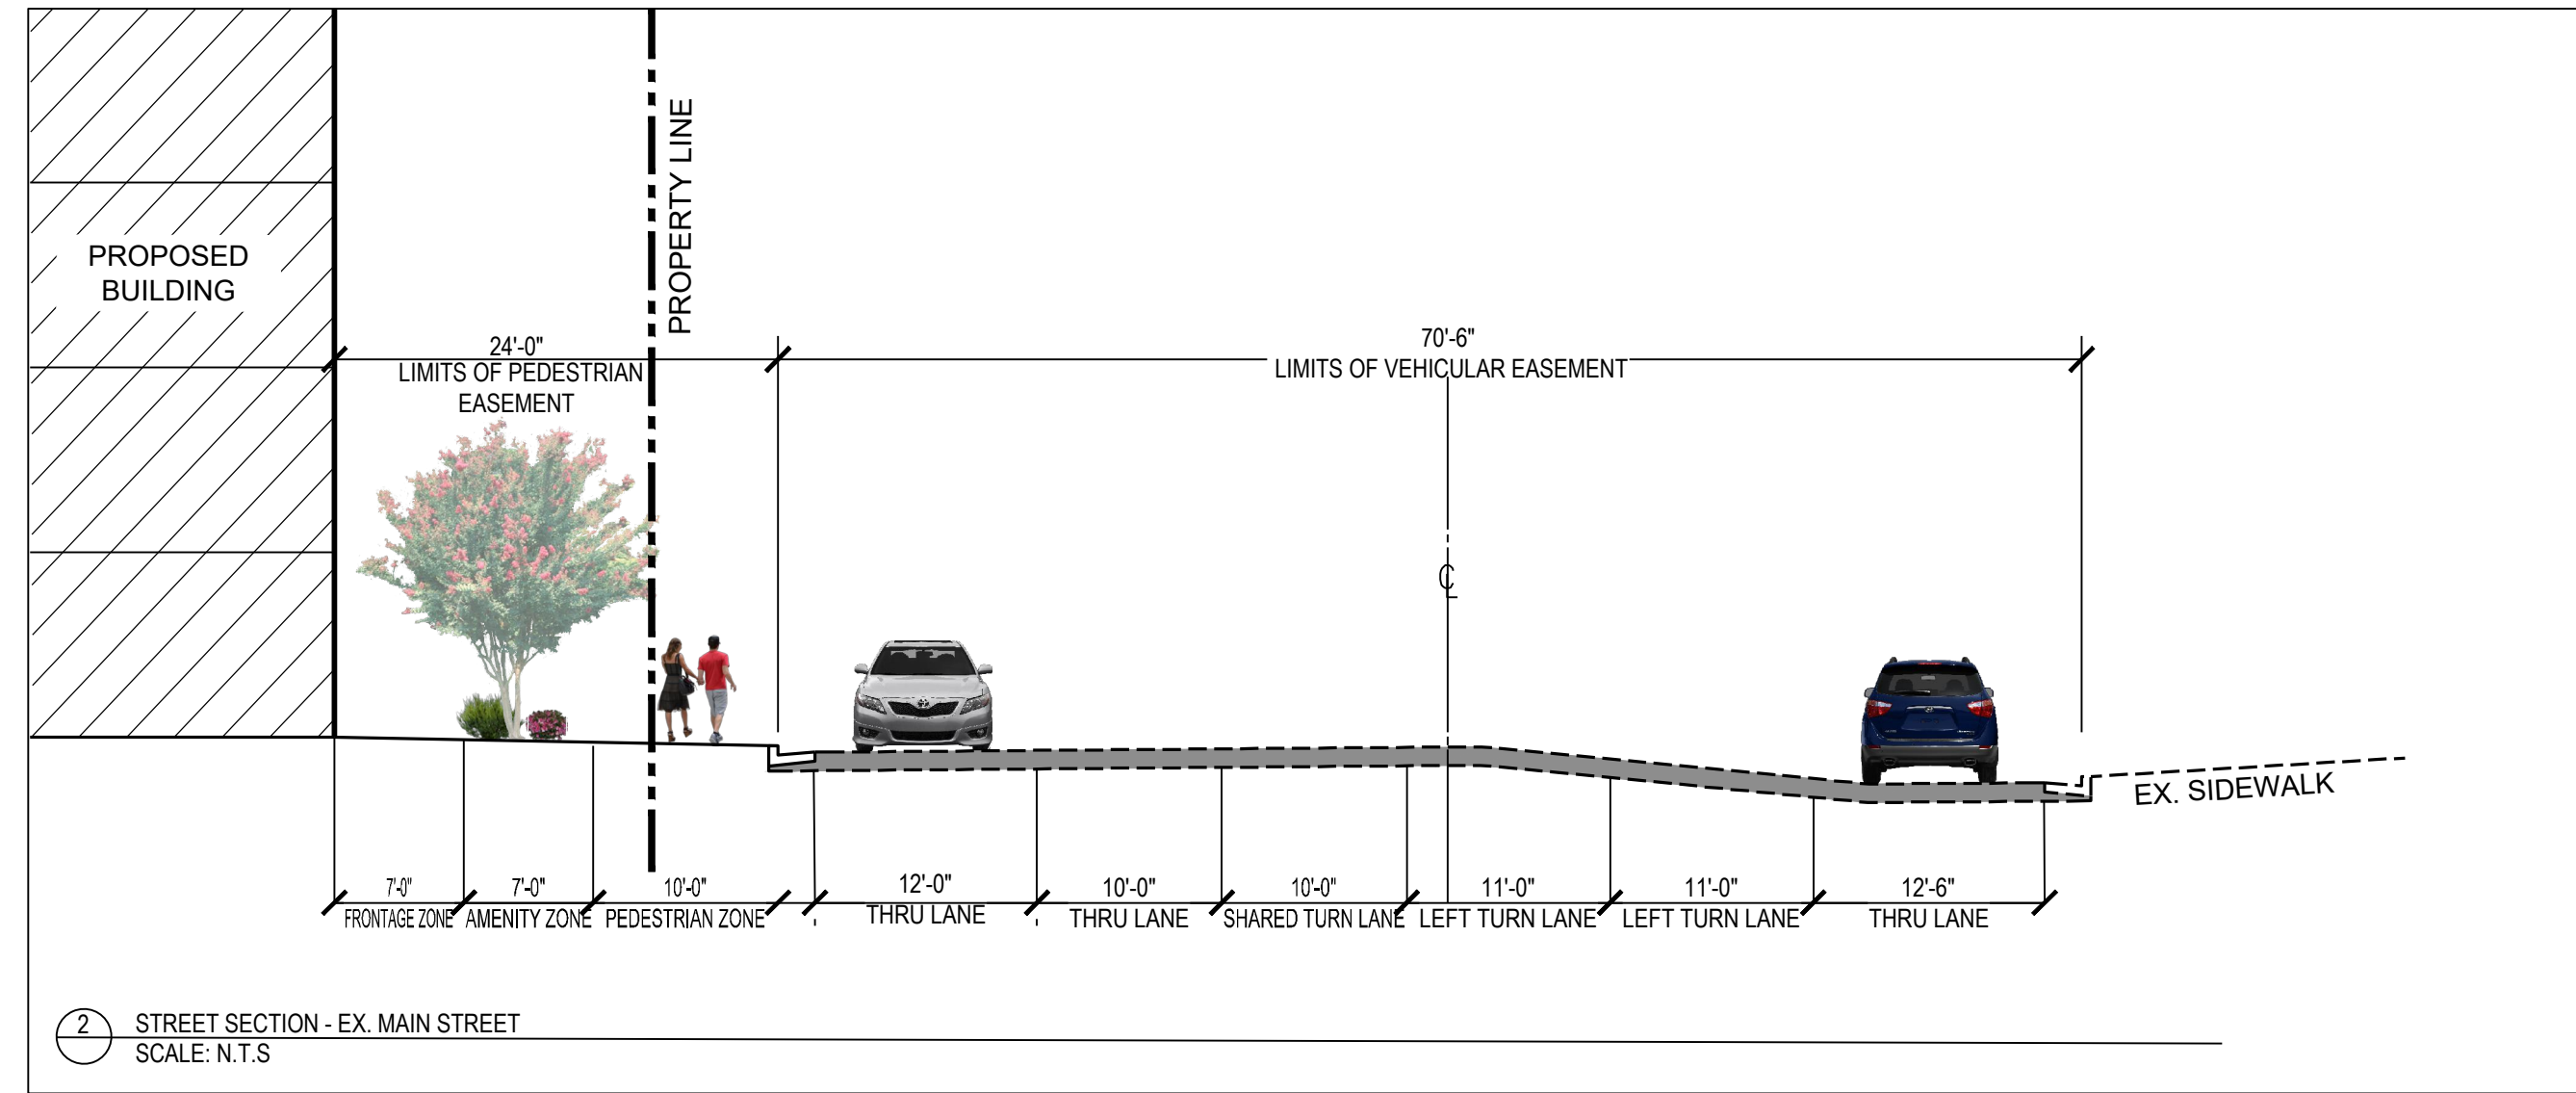 PROPOSED
BUILDING
PROPERTY LINE
24'-0"
LIMITS OF PEDESTRIAN
EASEMENT
70'-6"
LIMITS OF VEHICULAR EASEMENT
℄
EX. SIDEWALK
7'-0"
FRONTAGE ZONE
7'-0"
AMENITY ZONE
10'-0"
PEDESTRIAN ZONE
12'-0"
THRU LANE
10'-0"
THRU LANE
10'-0"
SHARED TURN LANE
11'-0"
LEFT TURN LANE
11'-0"
LEFT TURN LANE
12'-6"
THRU LANE
2
STREET SECTION - EX. MAIN STREET
SCALE: N.T.S